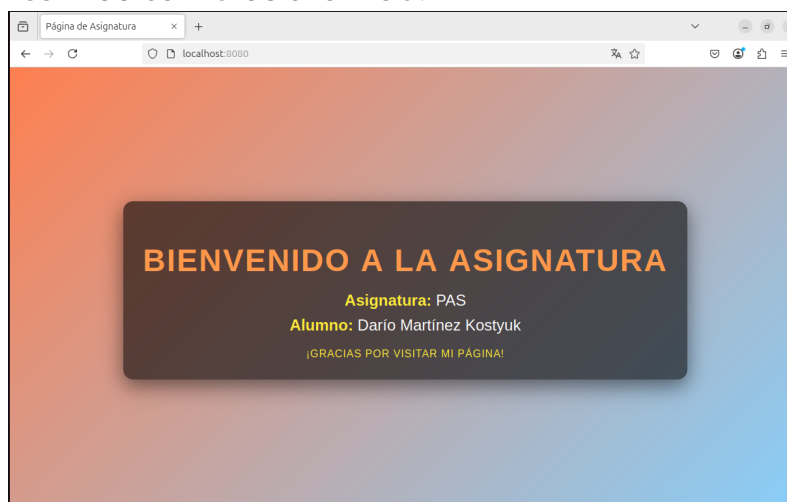 Página de Asignatura
localhost:8080
BIENVENIDO A LA ASIGNATURA
Asignatura: PAS
Alumno: Darío Martínez Kostyuk
¡GRACIAS POR VISITAR MI PÁGINA!